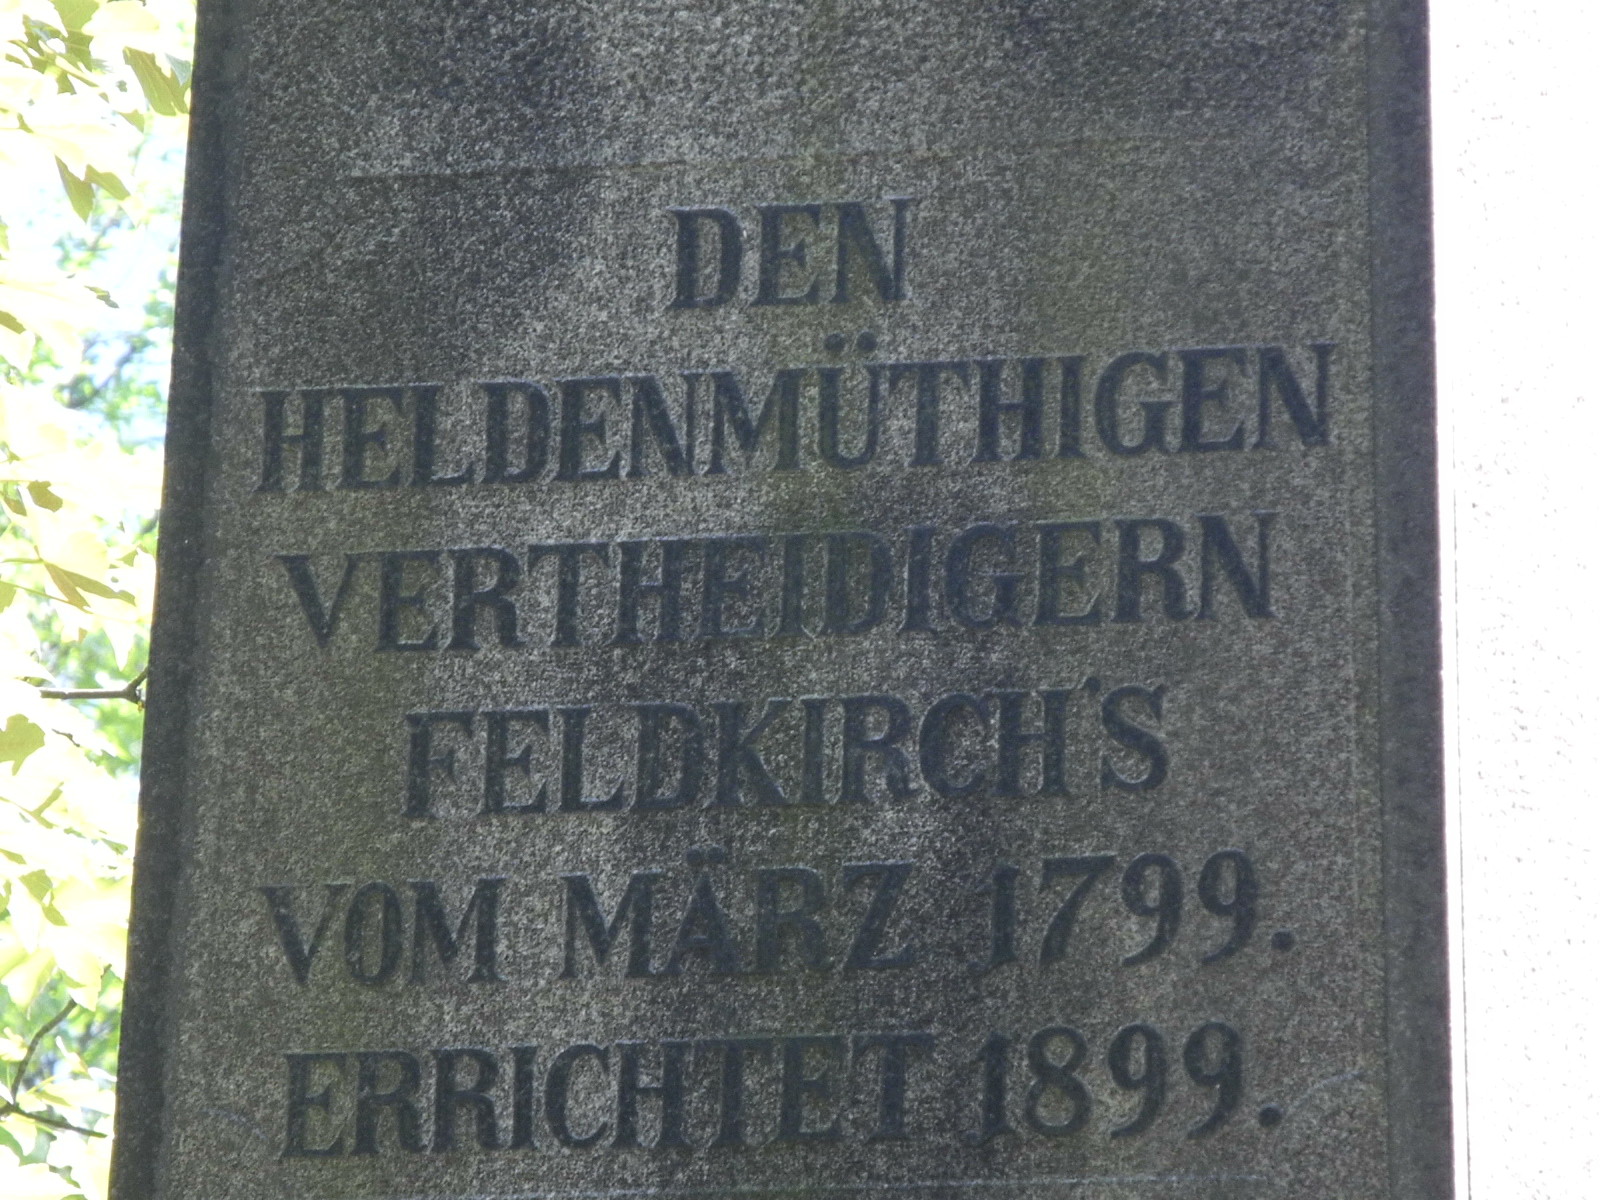 DEN
HELDENMÜTHIGEN
VERTHEIDIGERN
FELDKIRCH'S
VOM MÄRZ 1799.
ERRICHTET 1899.